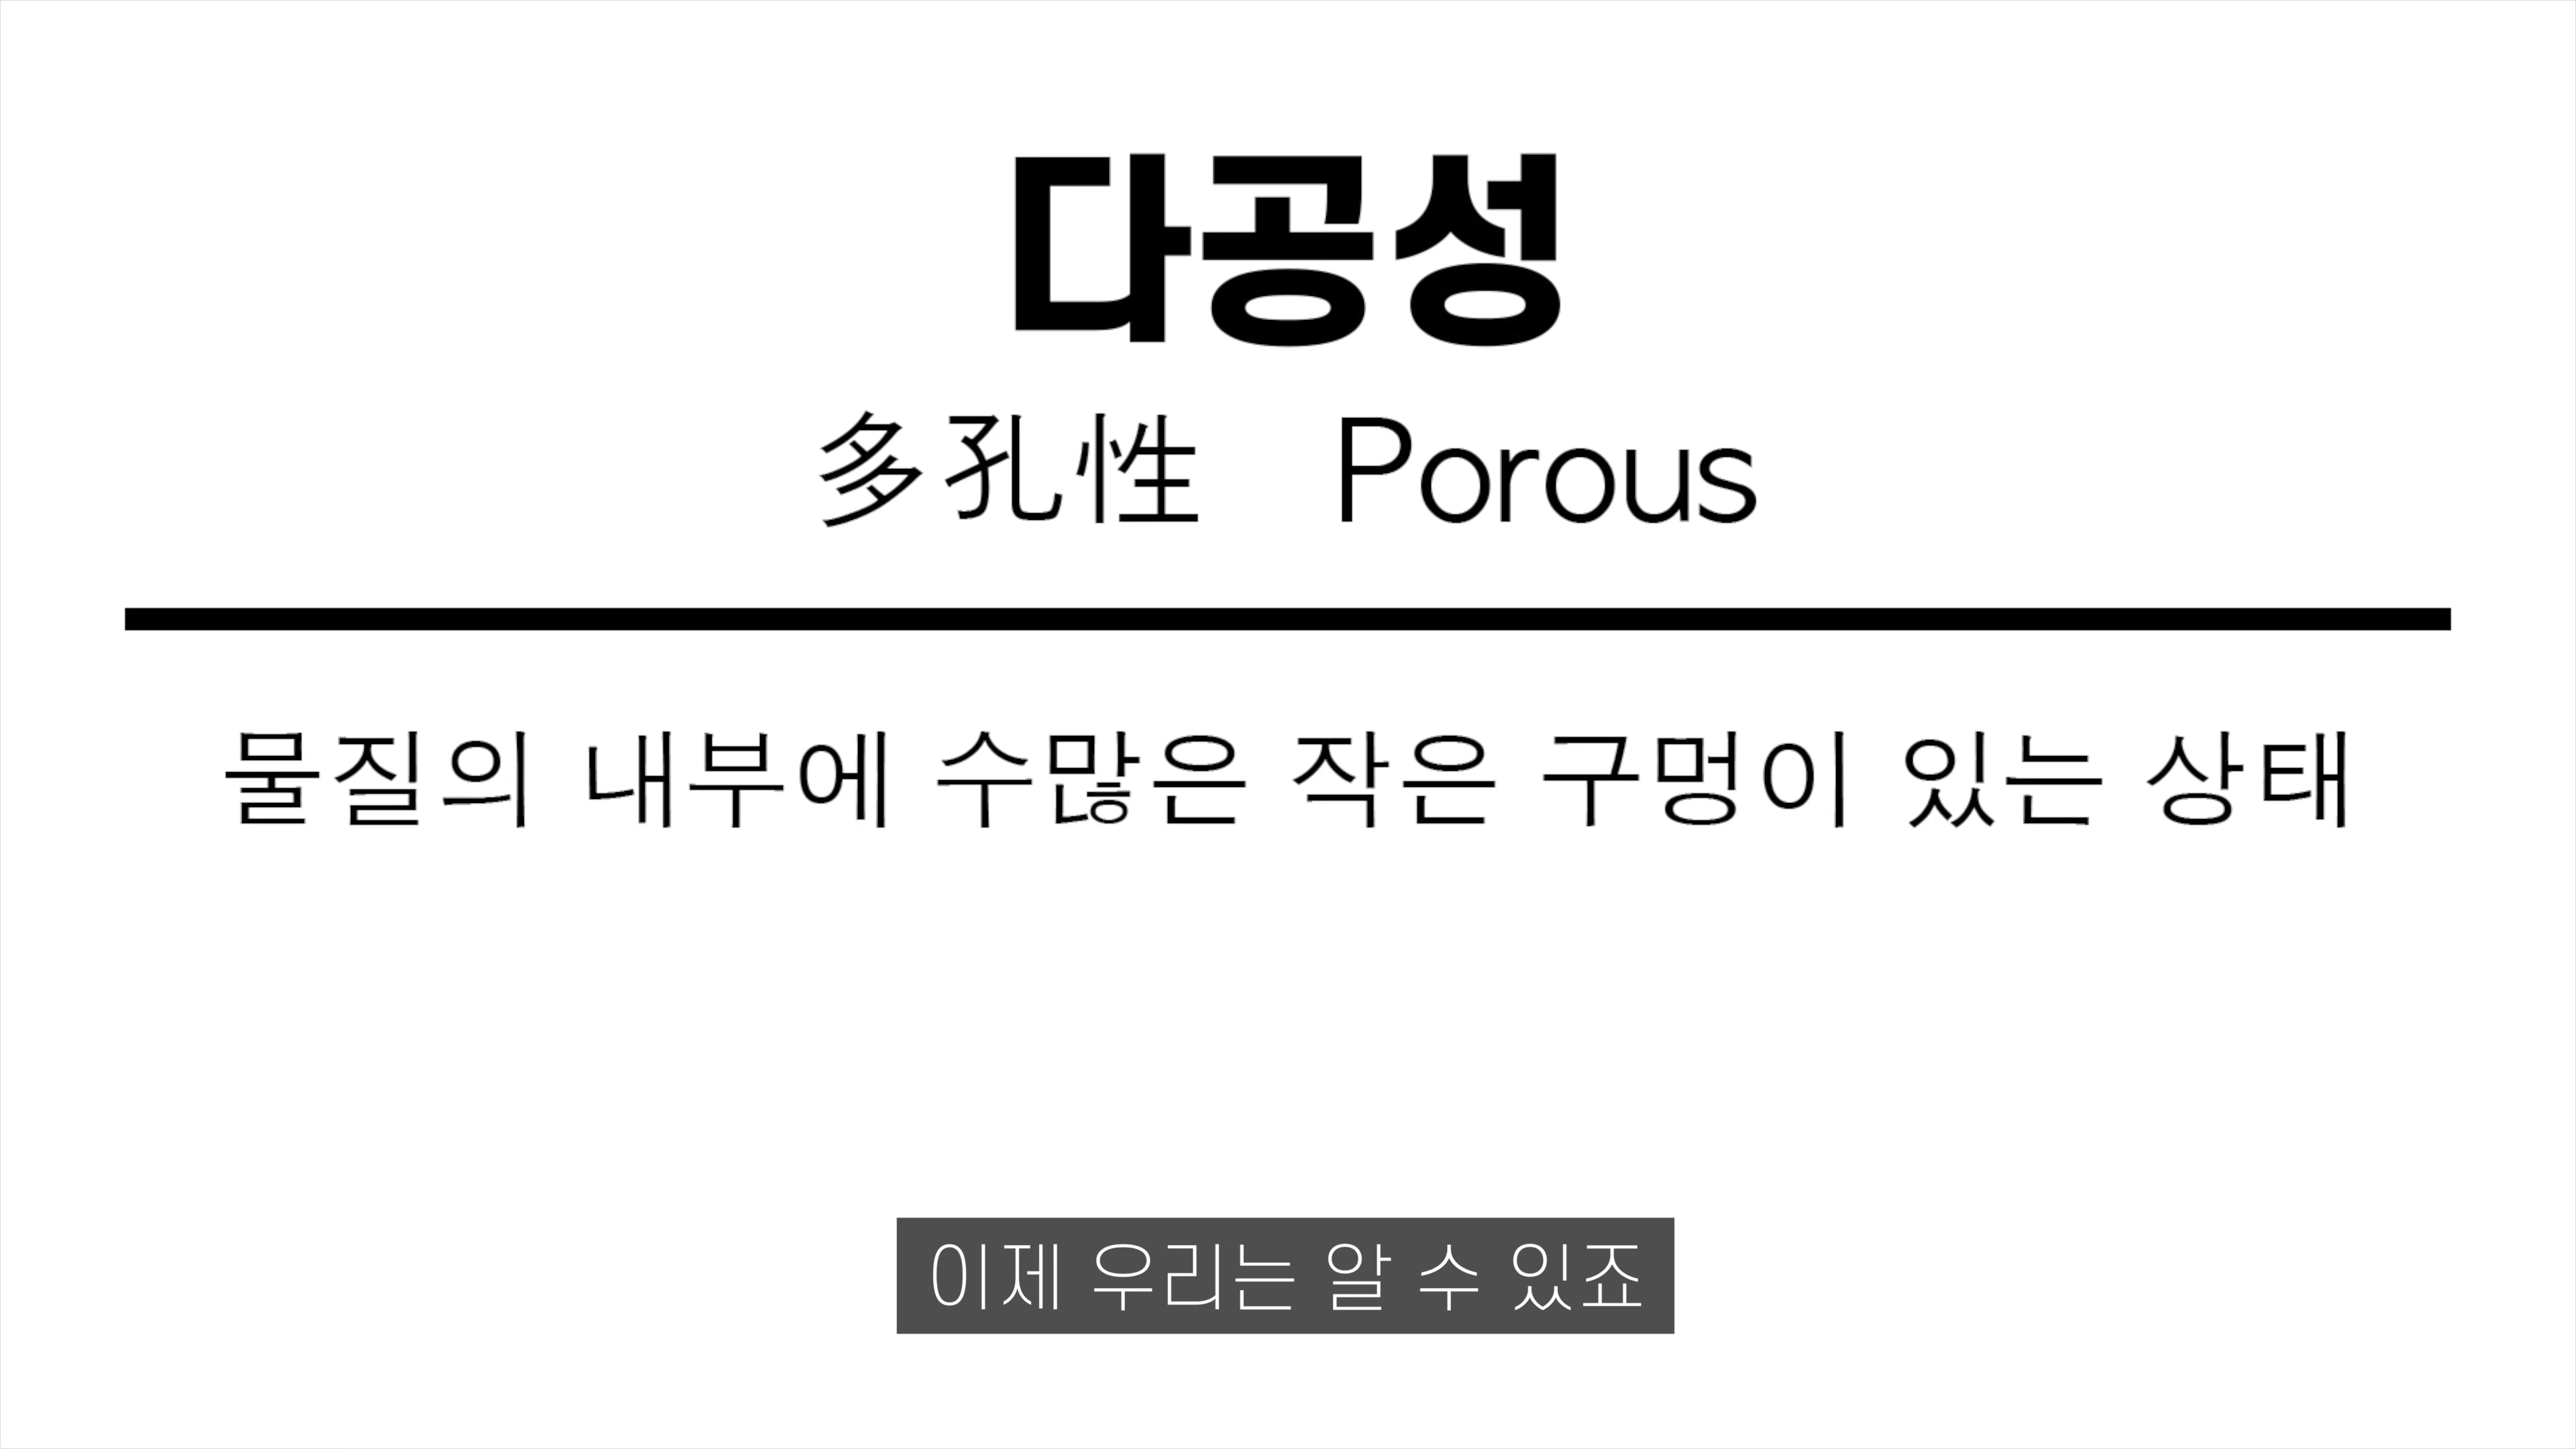 다공성
多孔性 Porous
물질의 내부에 수많은 작은 구멍이 있는 상태
이제 우리는 알 수 있죠